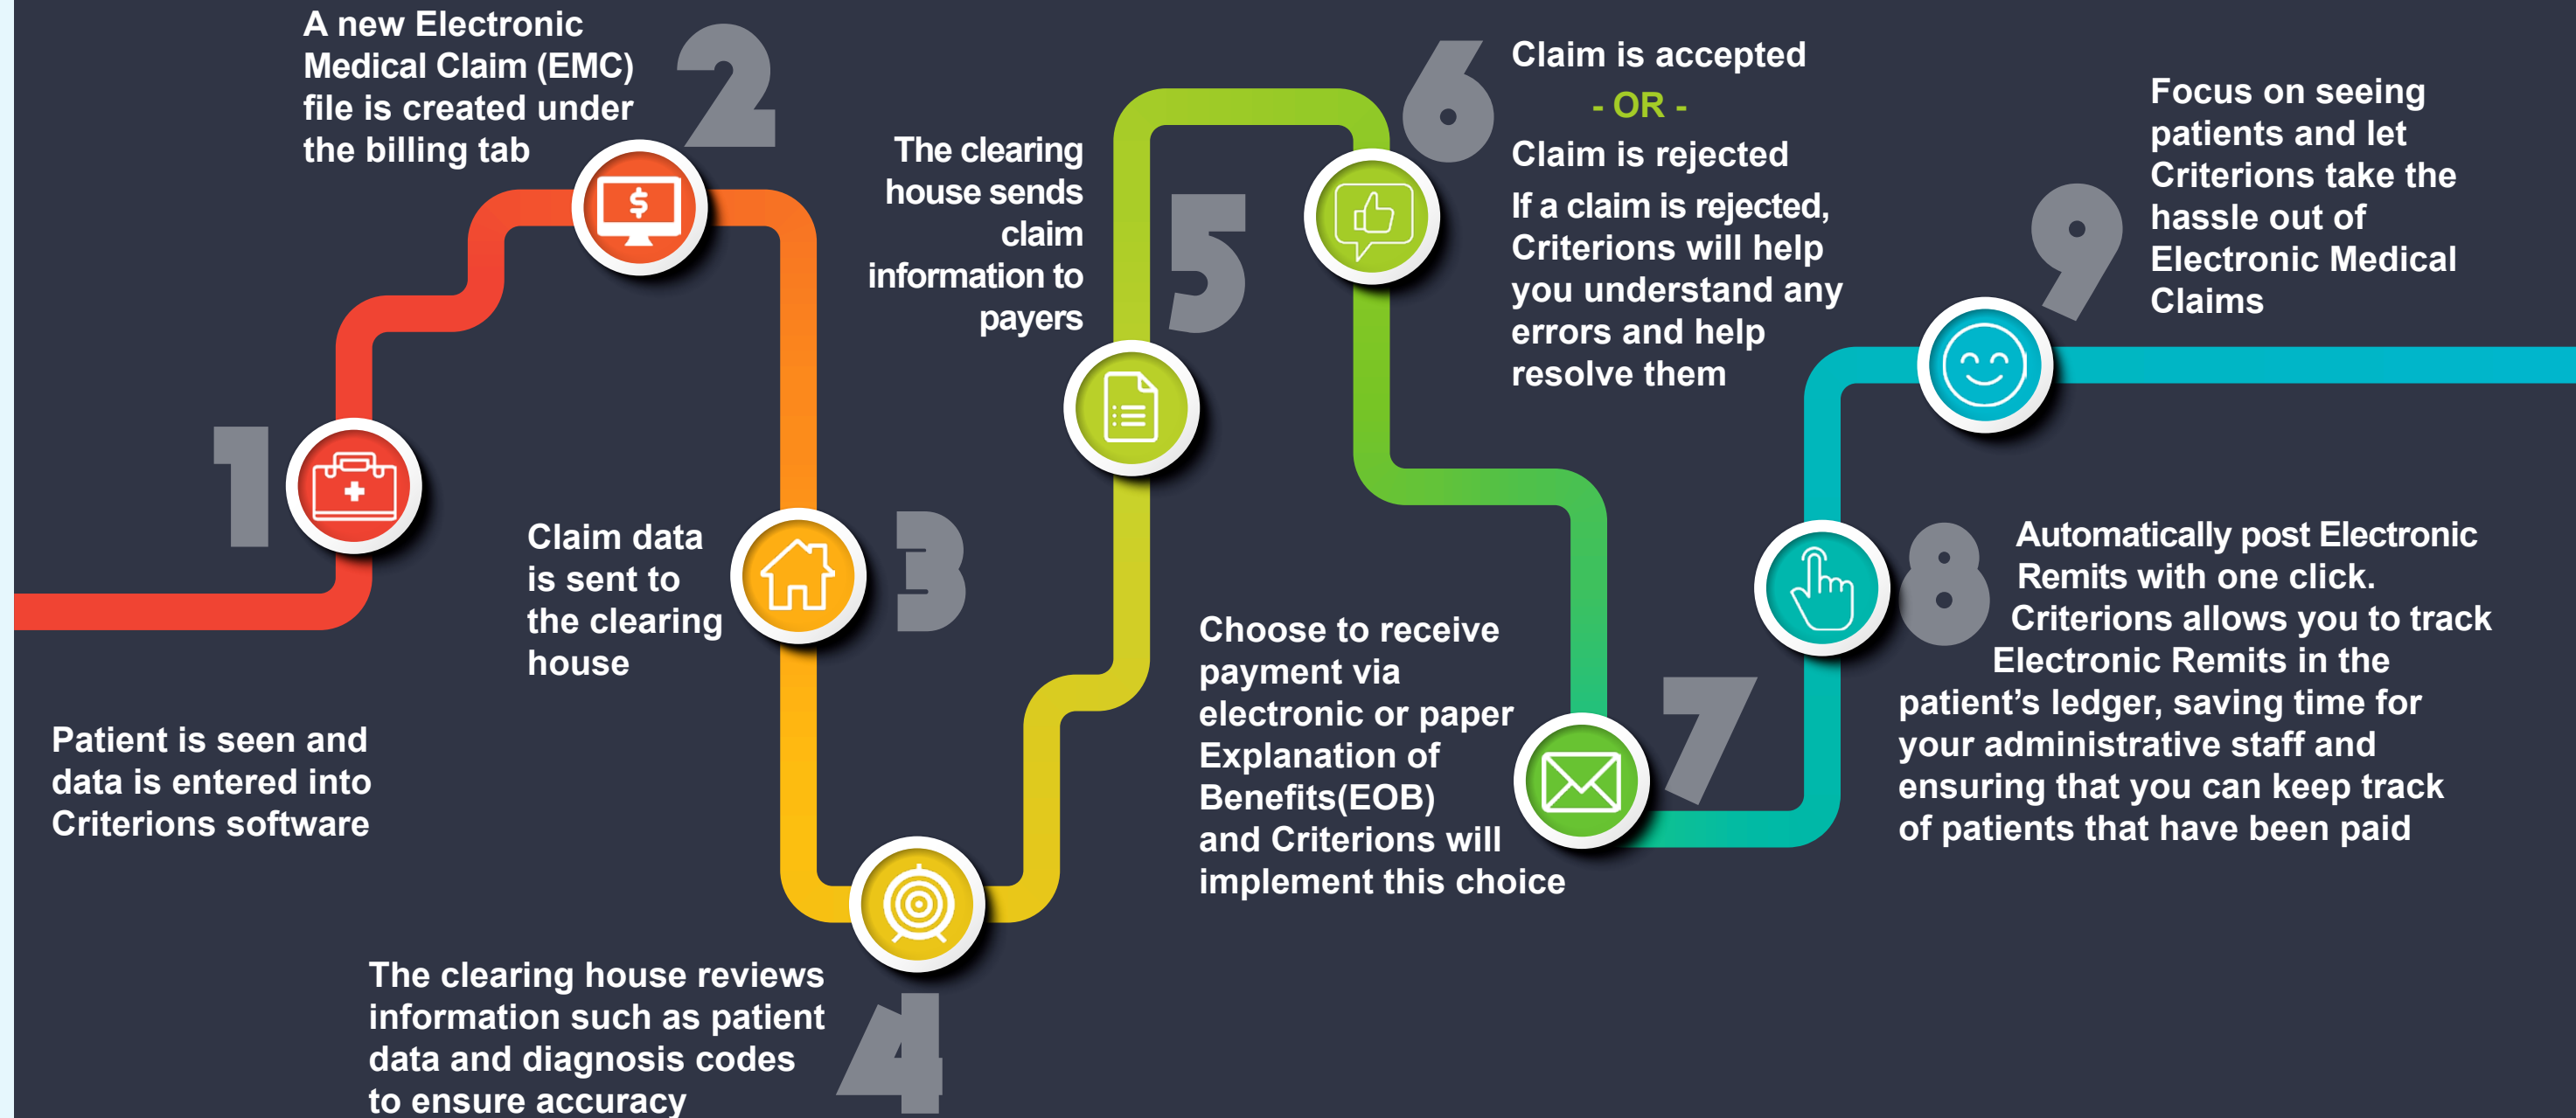 1
Patient is seen and
data is entered into
Criterions software
2
A new Electronic
Medical Claim (EMC)
file is created under
the billing tab
$
3
Claim data
is sent to
the clearing
house
4
The clearing house reviews
information such as patient
data and diagnosis codes
to ensure accuracy
5
The clearing
house sends
claim
information to
payers
6
Claim is accepted
- OR -
Claim is rejected
If a claim is rejected,
Criterions will help
you understand any
errors and help
resolve them
7
Choose to receive
payment via
electronic or paper
Explanation of
Benefits(EOB)
and Criterions will
implement this choice
8
Automatically post Electronic
Remits with one click.
Criterions allows you to track
Electronic Remits in the
patient’s ledger, saving time for
your administrative staff and
ensuring that you can keep track
of patients that have been paid
9
Focus on seeing
patients and let
Criterions take the
hassle out of
Electronic Medical
Claims